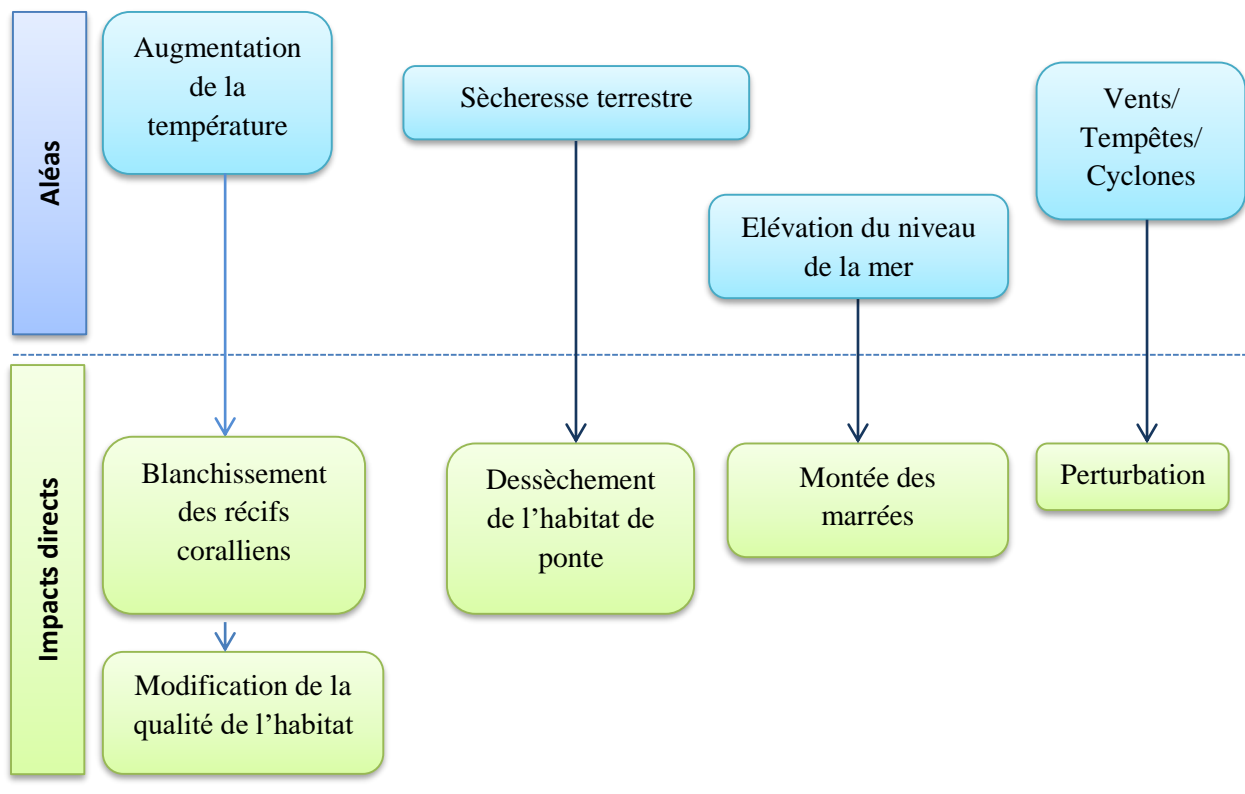 Aléas
Augmentation
de la
température
Sècheresse terrestre
Elévation du niveau
de la mer
Vents/
Tempêtes/
Cyclones
Impacts directs
Blanchissement
des récifs
coralliens
Modification de la
qualité de l’habitat
Dessèchement
de l’habitat de
ponte
Montée des
marrées
Perturbation